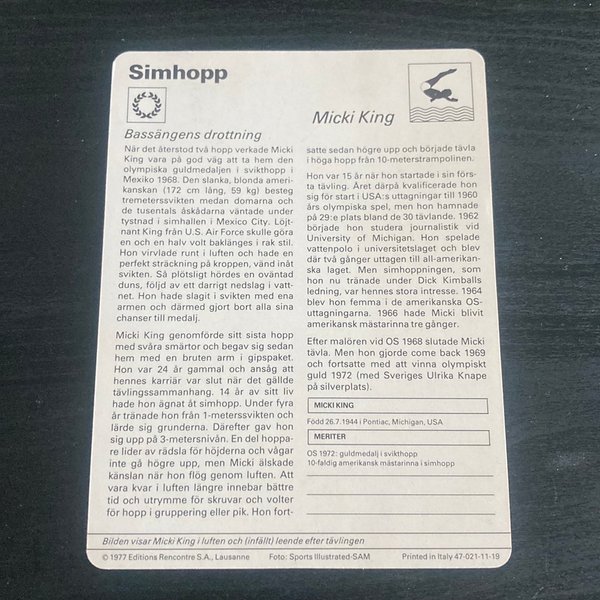 Simhopp
Micki King
Bassängens drottning
När det återstod två hopp verkade Micki
King vara på god väg att ta hem den
olympiska guldmedaljen i svikthopp i
Mexiko 1968. Den slanka, blonda ameri-
kanskan (172 cm lång, 59 kg) besteg
tremeterssvikten medan domarna och
de tusentals åskådarna väntade under
tystnad i simhallen i Mexico City. Löjt-
nant King från U.S. Air Force skulle göra
en och en halv volt baklänges i rak stil.
Hon virvlade runt i luften och hade en
perfekt sträckning på kroppen, vänd inåt
svikten. Så plötsligt hördes en oväntad
duns, följd av ett darrigt nedslag i vatt-
net. Hon hade slagit i svikten med ena
armen och därmed gjort bort alla sina
chanser till medalj.
Micki King genomförde sitt sista hopp
med svåra smärtor och begav sig sedan
hem med en bruten arm i gipspaket.
Hon var 24 år gammal och ansåg att
hennes karriär var slut när det gällde
tävlingssammanhang. 14 år av sitt liv
hade hon ägnat åt simhopp. Under fyra
år tränade hon från 1-meterssvikten och
lärde sig grunderna. Därefter gav hon
sig upp på 3-metersnivån. En del hoppa-
re lider av rädsla för höjderna och vågar
inte gå högre upp, men Micki älskade
känslan när hon flög genom luften. Att
vara kvar i luften längre innebar bättre
tid och utrymme för skruvar och volter
för hopp i gruppering eller pik. Hon fort-
satte sedan högre upp och började tävla
i höga hopp från 10-meterstrampolinen.
Hon var 15 år när hon startade i sin förs-
ta tävling. Året därpå kvalificerade hon
sig för start i USA:s uttagningar till 1960
års olympiska spel, men hon hamnade
på 29:e plats bland de 30 tävlande. 1962
började hon studera journalistik vid
University of Michigan. Hon spelade
vattenpolo i universitetslaget och blev
där två gånger uttagen till all-amerikan-
ska laget. Men simhoppningen, som
hon nu tränade under Dick Kimballs
ledning, var hennes stora intresse. 1964
blev hon femma i de amerikanska OS-
uttagningarna. 1966 hade Micki blivit
amerikansk mästarinna tre gånger.
Efter malören vid OS 1968 slutade Micki
tävla. Men hon gjorde come back 1969
och fortsatte med att vinna olympiskt
guld 1972 (med Sveriges Ulrika Knape
på silverplats).
MICKI KING
Född 26.7.1944 i Pontiac, Michigan, USA
MERITER
OS 1972: guldmedalj i svikthopp
10-faldig amerikansk mästarinna i simhopp
Bilden visar Micki King i luften och (infällt) leende efter tävlingen
© 1977 Editions Rencontre S.A., Lausanne Foto: Sports Illustrated-SAM Printed in Italy 47-021-11-19